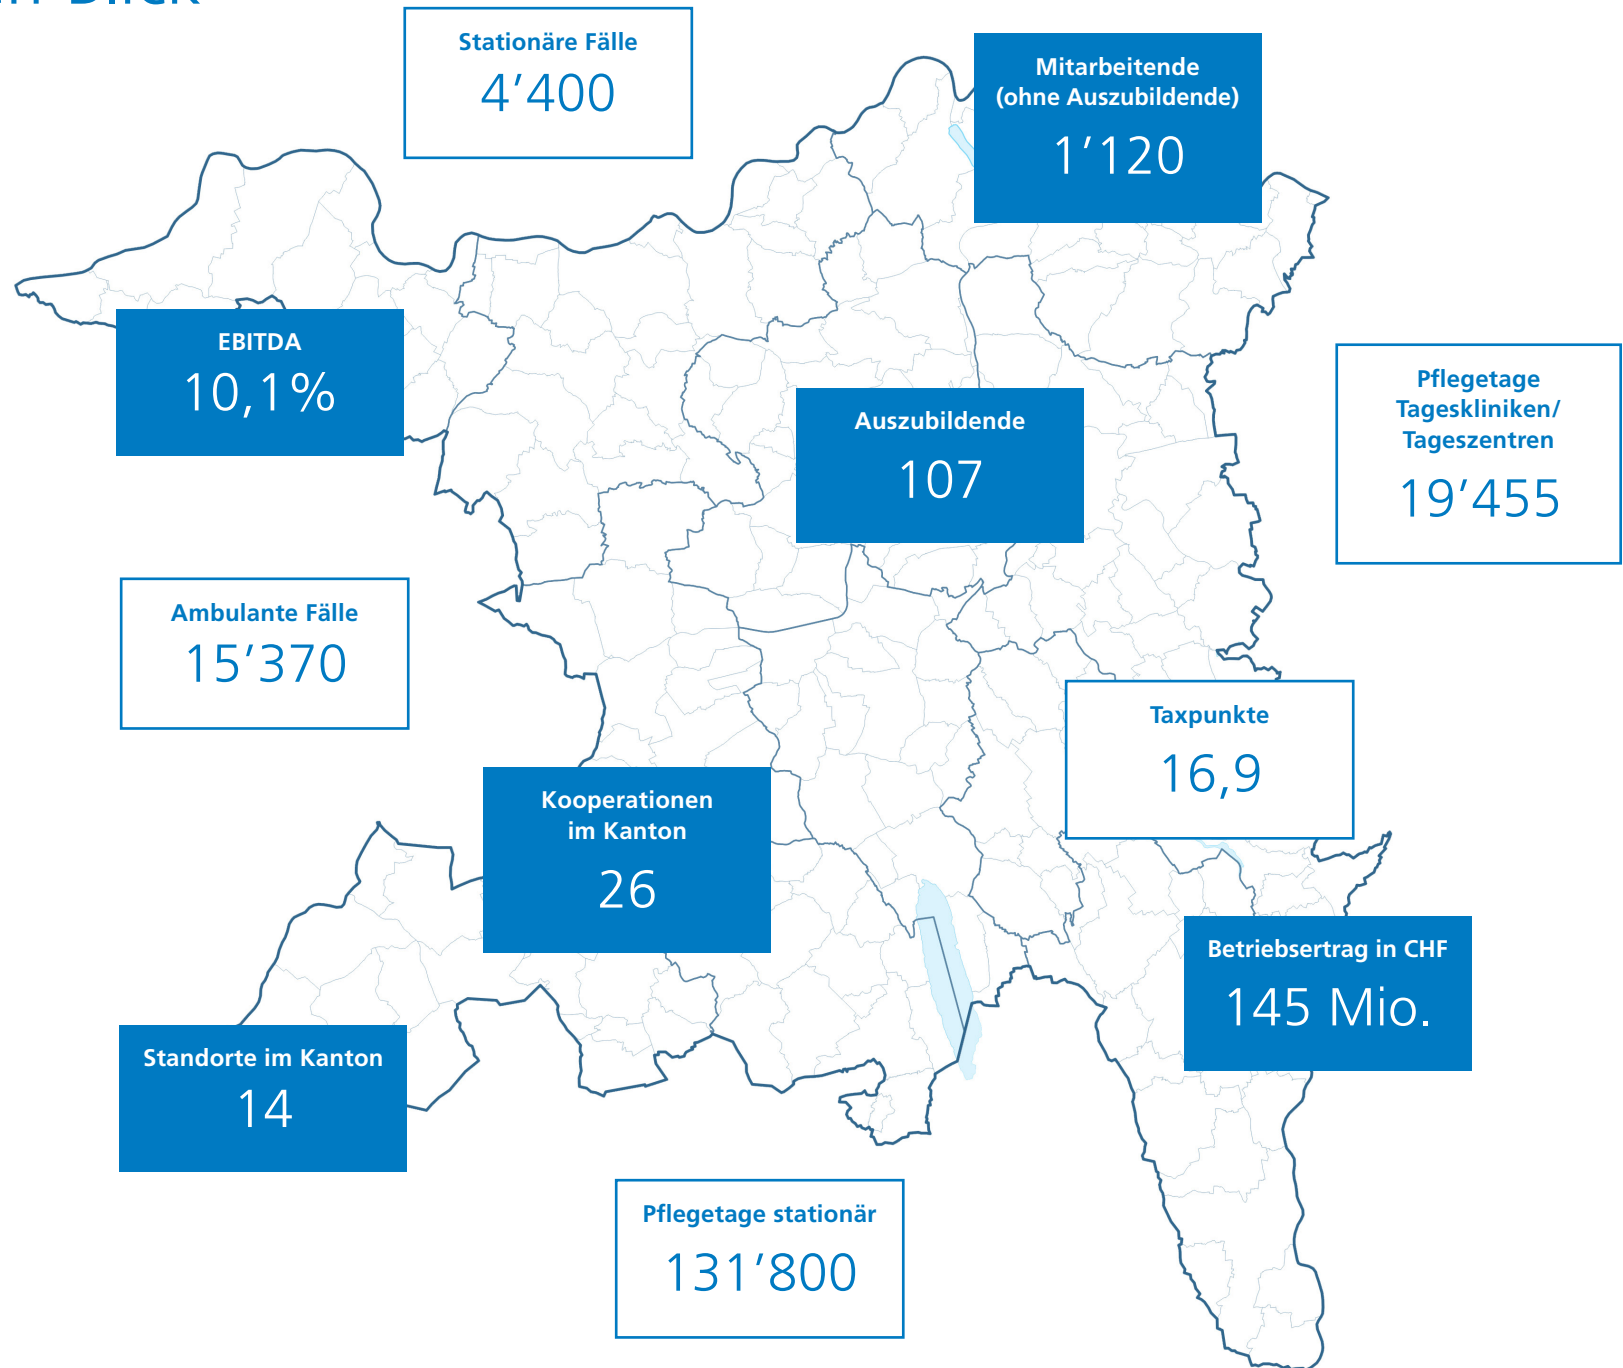 Blick
Stationäre Fälle
4’400
Mitarbeitende
(ohne Auszubildende)
1’120
EBITDA
10,1%
Auszubildende
107
Pflegetage
Tageskliniken/
Tageszentren
19’455
Ambulante Fälle
15’370
Taxpunkte
16,9
Kooperationen
im Kanton
26
Betriebsertrag in CHF
145 Mio.
Standorte im Kanton
14
Pflegetage stationär
131’800